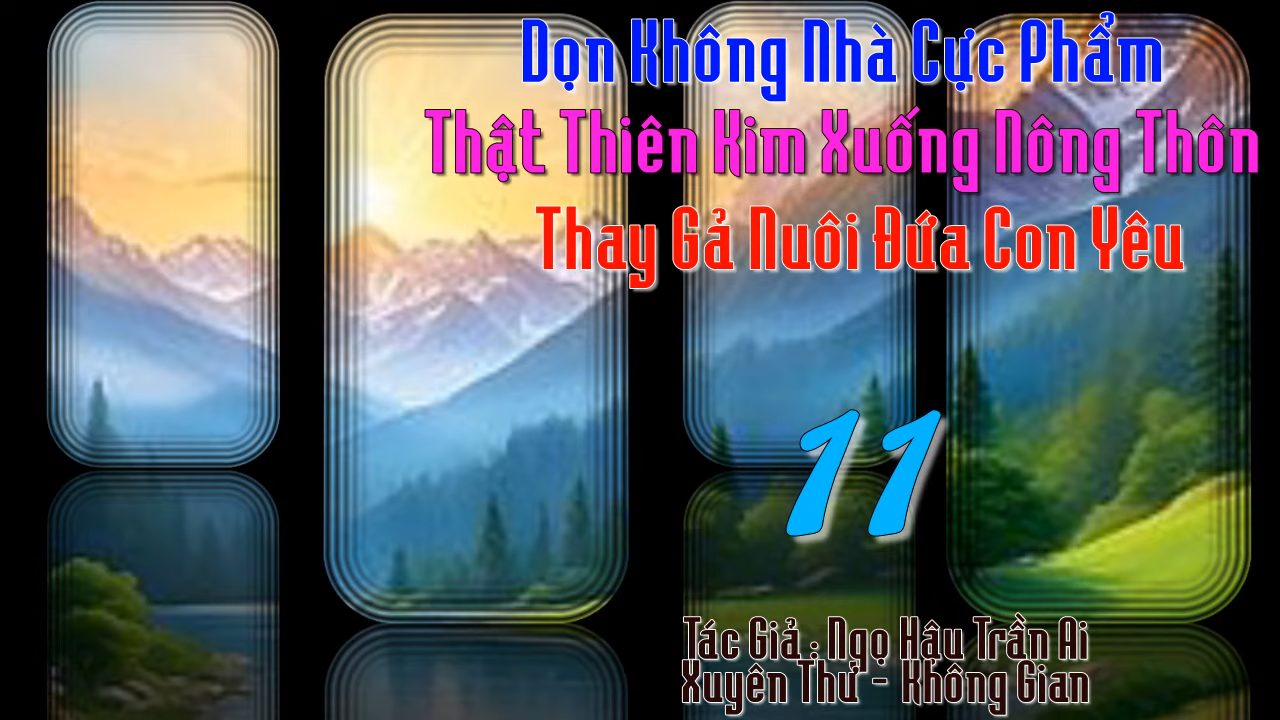 Dọn Không Nhà Cực Phẩm
Thật Thiên Kim Xuống Nông Thôn
Thay Gả Nuôi Đứa Con Yêu
11
Tác Giả : Ngọ Hậu Trần Ai
Xuyên Thư - Không Gian